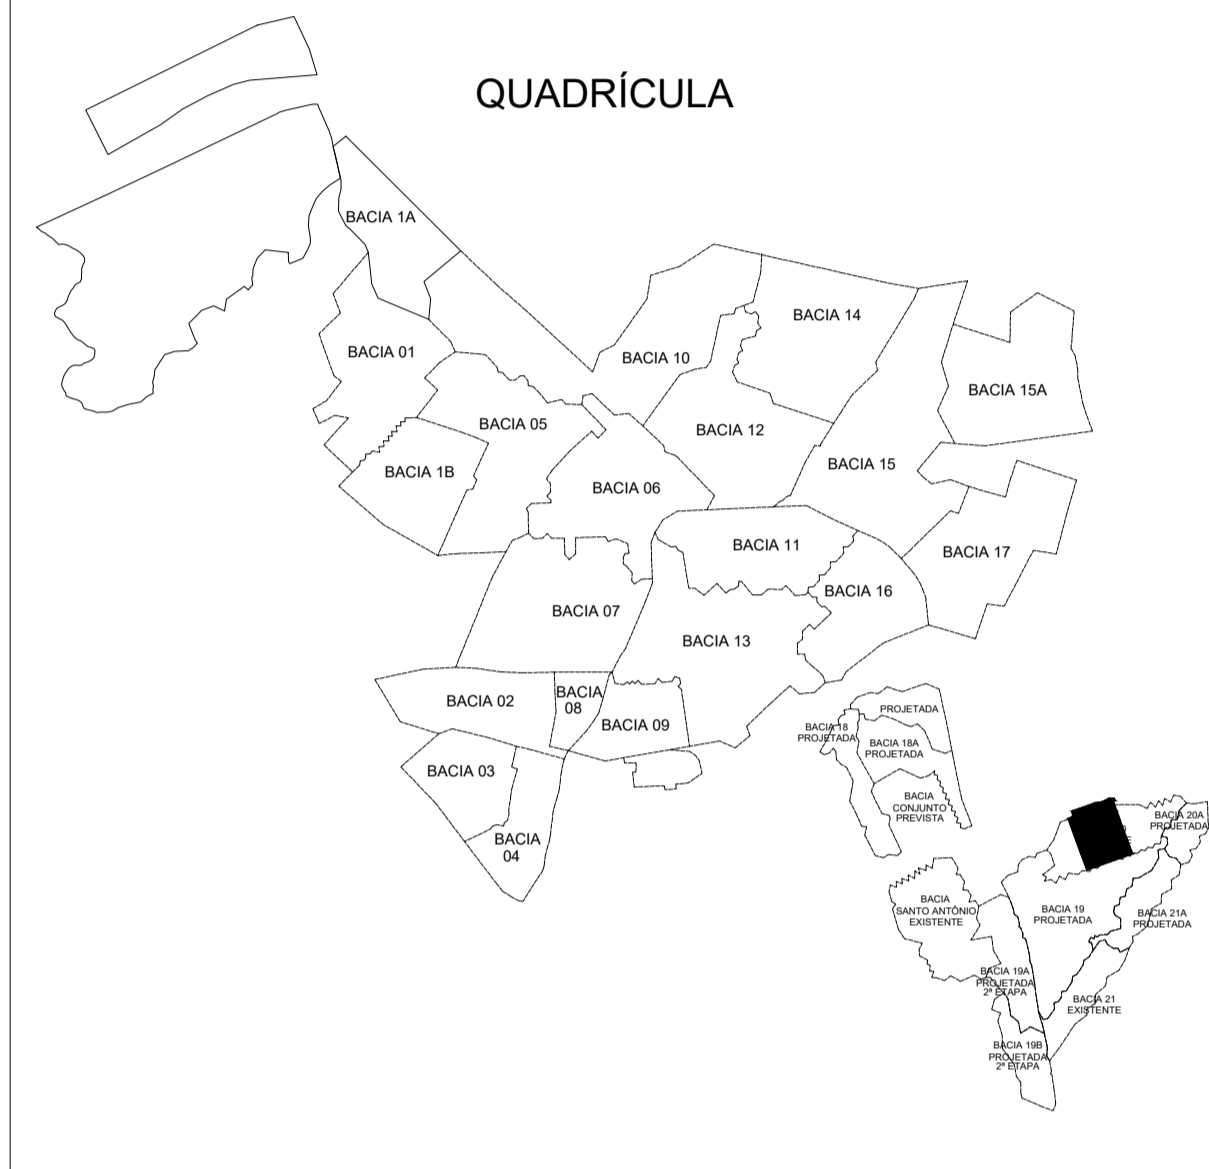 QUADRÍCULA
BACIA 1A
BACIA 14
BACIA 01
BACIA 10
BACIA 15A
BACIA 05
BACIA 12
BACIA 15
BACIA 1B
BACIA 06
BACIA 11
BACIA 17
BACIA 16
BACIA 07
BACIA 13
BACIA 02
BACIA
08
BACIA 09
PROJETADA
BACIA 18
PROJETADA
BACIA 18A
PROJETADA
BACIA 03
BACIA
CONJUNTO
PREVISTA
BACIA
04
BACIA 20A
PROJETADA
BACIA
SANTO ANTÔNIO
EXISTENTE
BACIA 19
PROJETADA
BACIA 21A
PROJETADA
BACIA 19A
PROJETADA
2ª ETAPA
BACIA 21
EXISTENTE
BACIA 19B
PROJETADA
2ª ETAPA